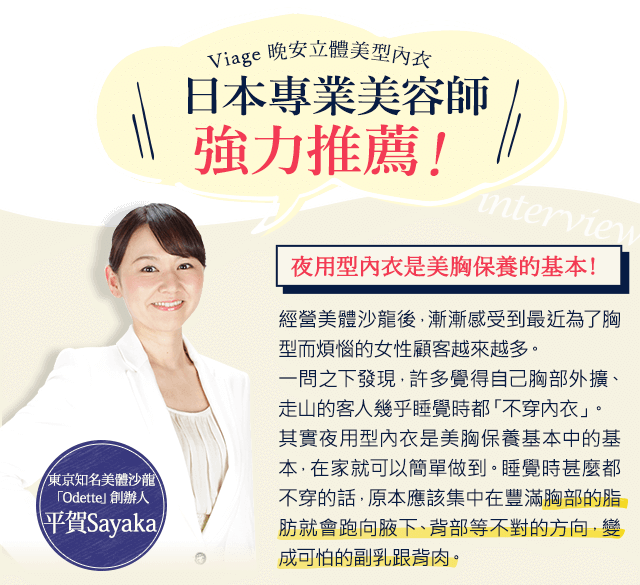 Viage 晚安立體美型內衣
日本專業美容師
強力推薦!
interview
夜用型內衣是美胸保養的基本!
經營美體沙龍後,漸漸感受到最近為了胸
型而煩惱的女性顧客越來越多。
一問之下發現,許多覺得自己胸部外擴、
走山的客人幾乎睡覺時都「不穿內衣」。
其實夜用型內衣是美胸保養基本中的基
本,在家就可以簡單做到。睡覺時甚麼都
不穿的話,原本應該集中在豐滿胸部的脂
肪就會跑向腋下、背部等不對的方向,變
成可怕的副乳跟背肉。
東京知名美體沙龍
「Odette」創辦人
平賀Sayaka